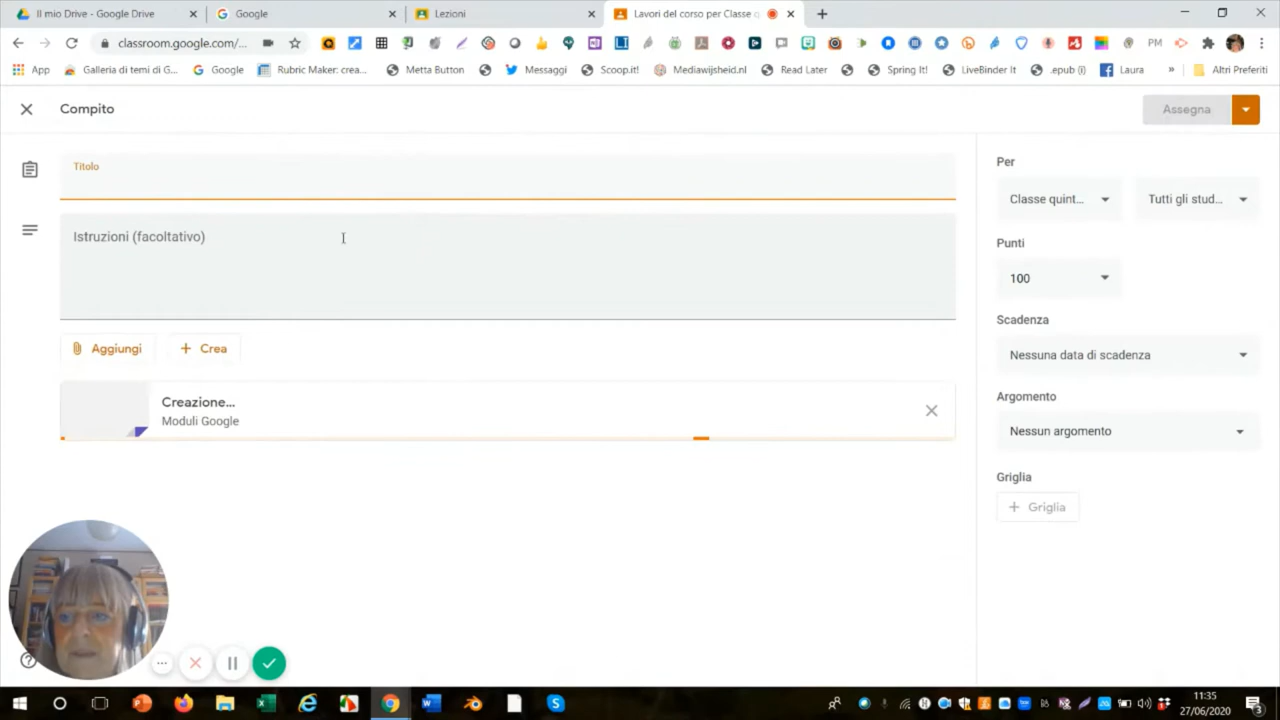 Il mio Drive - Google Drive
Google
Lezioni
Lavori del corso per Classe q
classroom.google.com/...
PM
App
Galleria di temi di G...
Google
Rubric Maker: crea...
Metta Button
Messaggi
Scoop.it!
Mediawijsheid.nl
Read Later
Spring It!
LiveBinder It
.epub (i)
Laura
»
Altri Preferiti
Compito
Assegna
Titolo
Istruzioni (facoltativo)
Aggiungi
+ Crea
Creazione...
Moduli Google
Per
Classe quint...
Tutti gli stud...
Punti
100
Scadenza
Nessuna data di scadenza
Argomento
Nessun argomento
Griglia
+ Griglia
11:35
27/06/2020
3